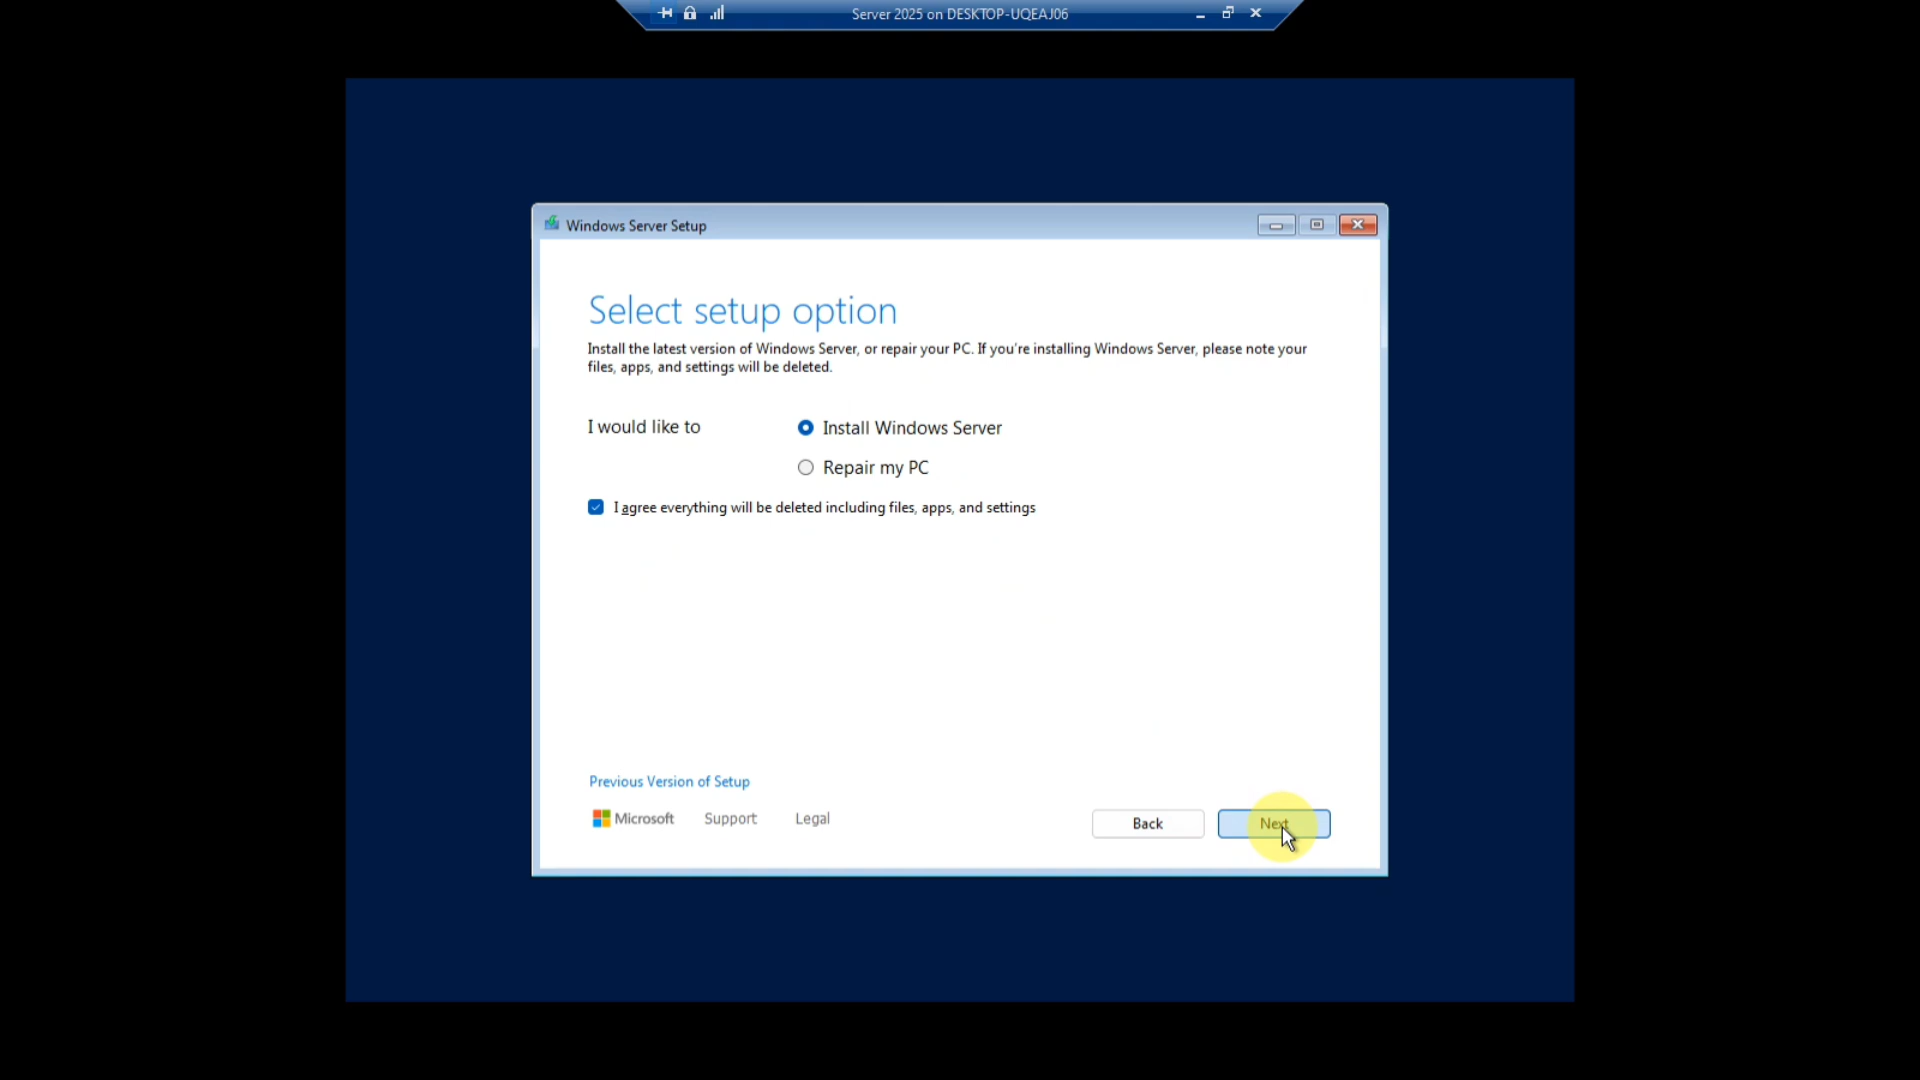 Server 2025 on DESKTOP-UQEAJ06
Windows Server Setup
Select setup option
Install the latest version of Windows Server, or repair your PC. If you're installing Windows Server, please note your
files, apps, and settings will be deleted.
I would like to
Install Windows Server
Repair my PC
I agree everything will be deleted including files, apps, and settings
Previous Version of Setup
Microsoft Support Legal
Back Next